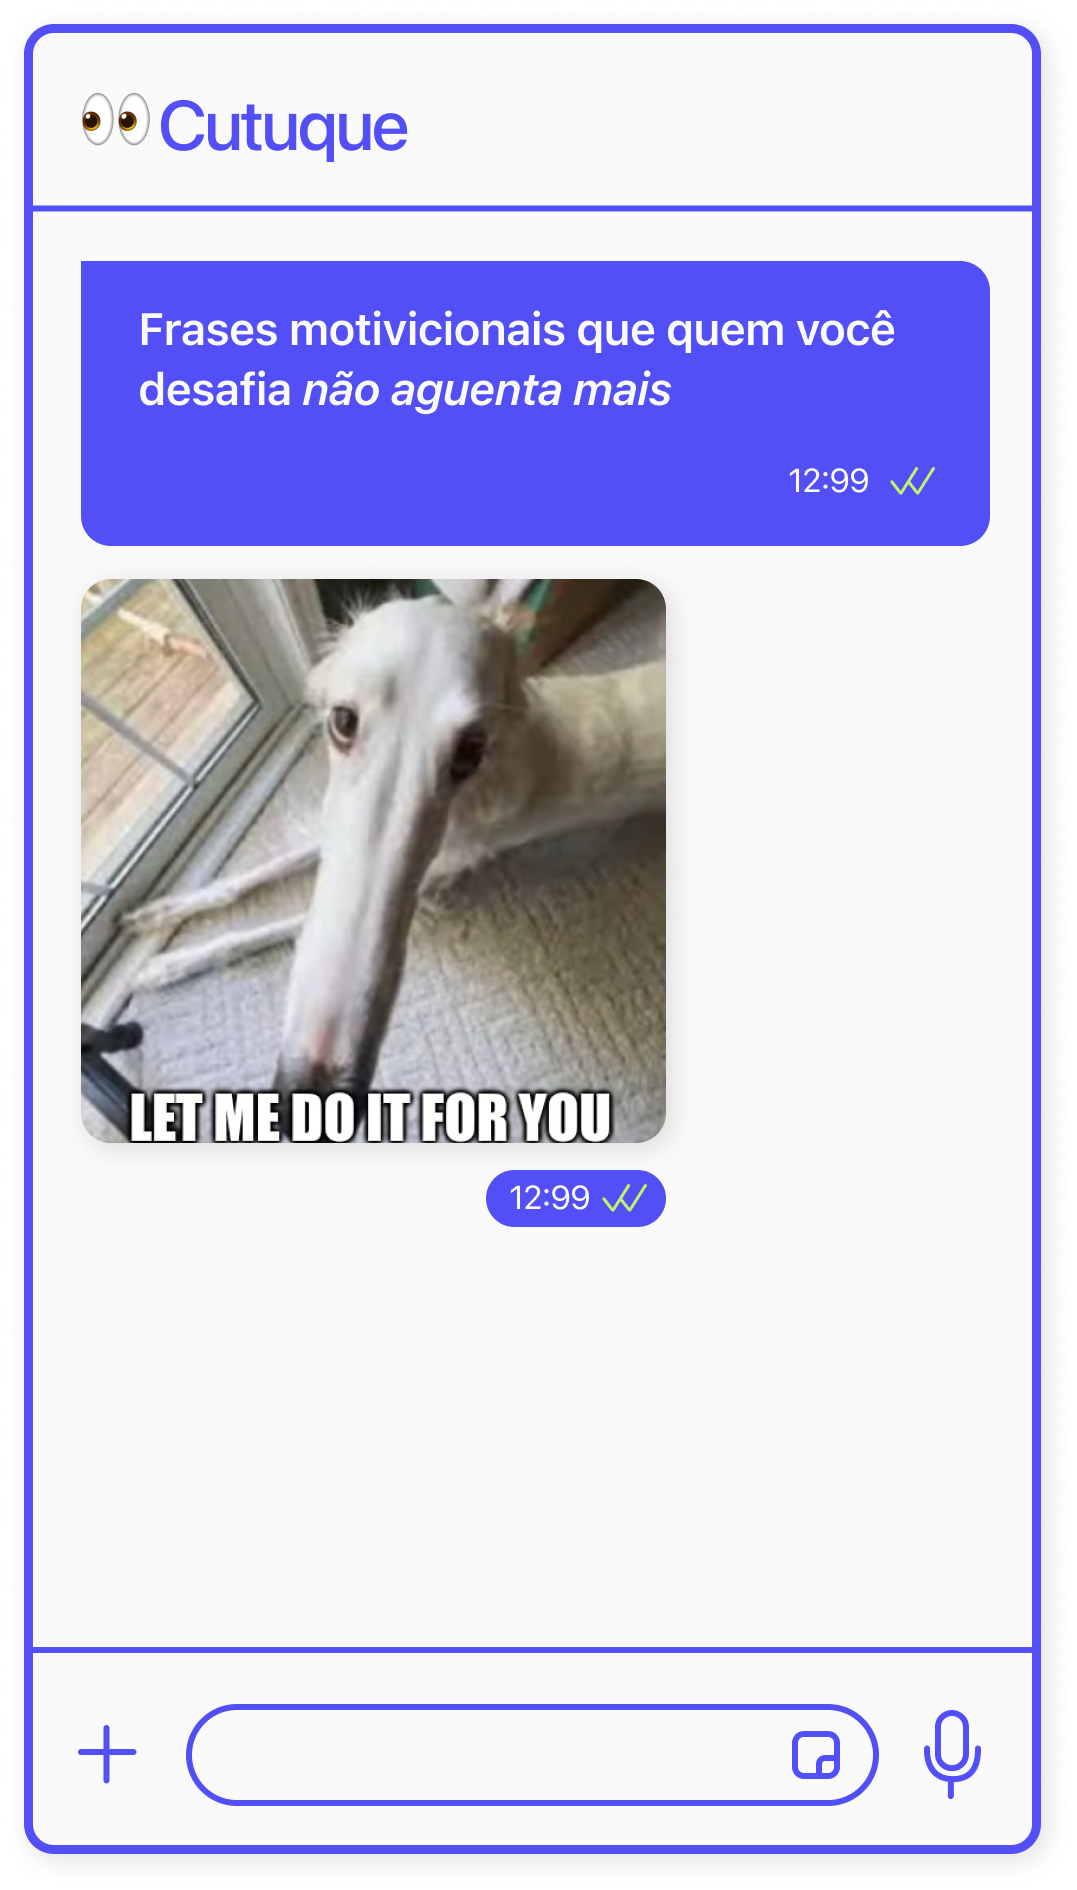 👀Cutuque
Frases motivicionais que quem você
desafia não aguenta mais
12:99
LET ME DO IT FOR YOU
12:99